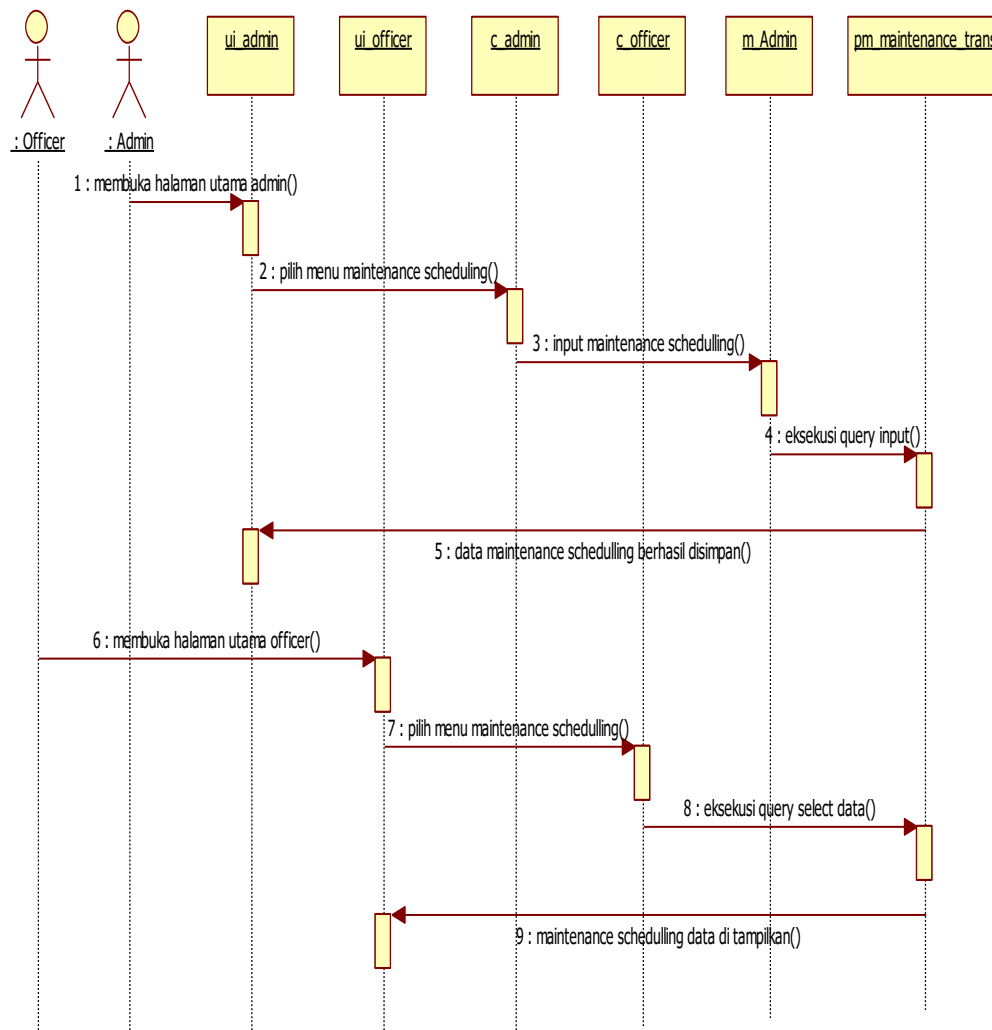 ui_admin
ui_officer
c_admin
c_officer
m_Admin
pm_maintenance_trans
: Officer
: Admin
1 : membuka halaman utama admin()
2 : pilih menu maintenance scheduling()
3 : input maintenance schedulling()
4 : eksekusi query input()
5 : data maintenance schedulling berhasil disimpan()
6 : membuka halaman utama officer()
7 : pilih menu maintenance schedulling()
8 : eksekusi query select data()
9 : maintenance schedulling data di tampilkan()